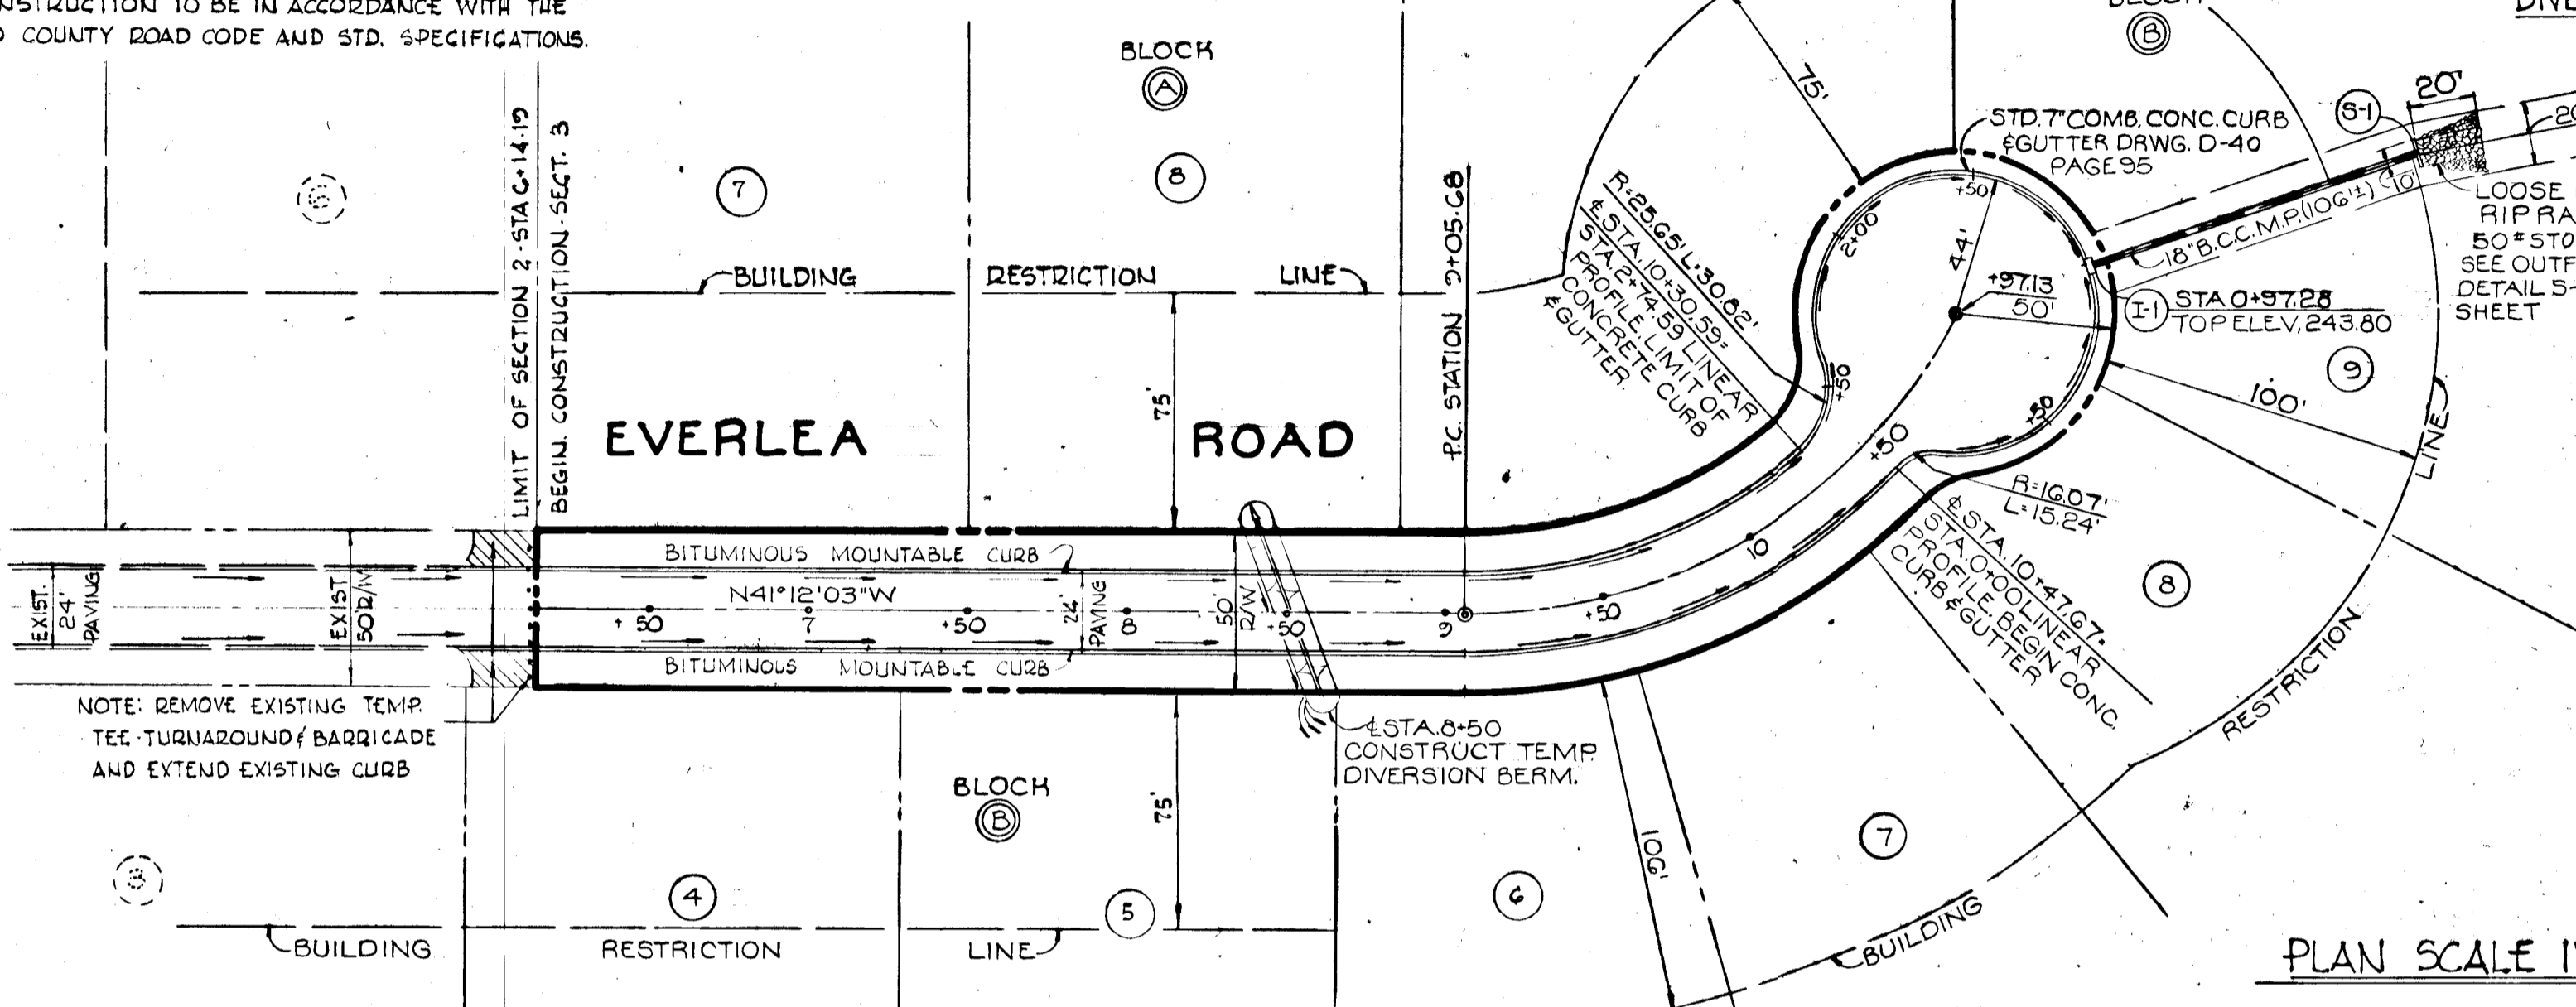 TO BE IN ACCORDANCE WITH THE
COUNTY ROAD CODE AND STD. SPECIFICATIONS.
BLOCK
A
BLOCK
B
7
8
LIMIT OF SECTION 2-STA 6+14.19
BEGIN. CONSTRUCTION-SECT. 3
BUILDING RESTRICTION LINE
75'
EVERLEA ROAD
P.C. STATION 9+05.68
75'
STD. 7" COMB. CONC. CURB
& GUTTER DRWG. D-40
PAGE 95
R=25.65' L=30.82'
℄ STA. 10+30.59=
STA. 2+74.59 LINEAR
PROFILE. LIMIT OF
CONCRETE CURB
& GUTTER.
2+00
+50
+50
+50
+50
44'
+97.13
50'
I-1
STA 0+97.28
TOP ELEV. 243.80
S-1
20'
10'
18" B.C.C.M.P. (106'±)
LOOSE
50#
SEE
DETAIL
SHEET
9
100'
LINE
RESTRICTION
BUILDING
R=16.07'
L=15.24'
℄ STA. 10+47.67=
STA. 0+00 LINEAR
PROFILE. BEGIN CONC.
CURB & GUTTER
8
EXIST.
24'
PAVING
EXIST
50 R/W
BITUMINOUS MOUNTABLE CURB
N41°12'03"W
24'
PAVING
50'
R/W
+50
7
+50
8
+50
9
+50
10
BITUMINOUS MOUNTABLE CURB
NOTE: REMOVE EXISTING TEMP.
TEE-TURNAROUND & BARRICADE
AND EXTEND EXISTING CURB
℄ STA. 8+50
CONSTRUCT TEMP.
DIVERSION BERM.
BLOCK
B
75'
106'
3
4
5
6
7
BUILDING RESTRICTION LINE
PLAN SCALE